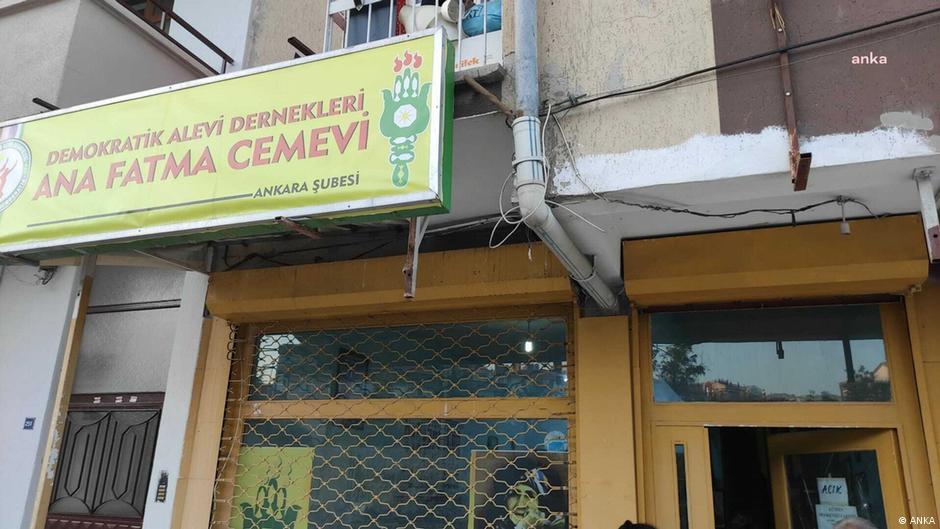 anka
DEMOKRATİK ALEVİ DERNEKLERİ
ANA FATMA CEMEVİ
ANKARA ŞUBESİ
AÇIK
© ANKA